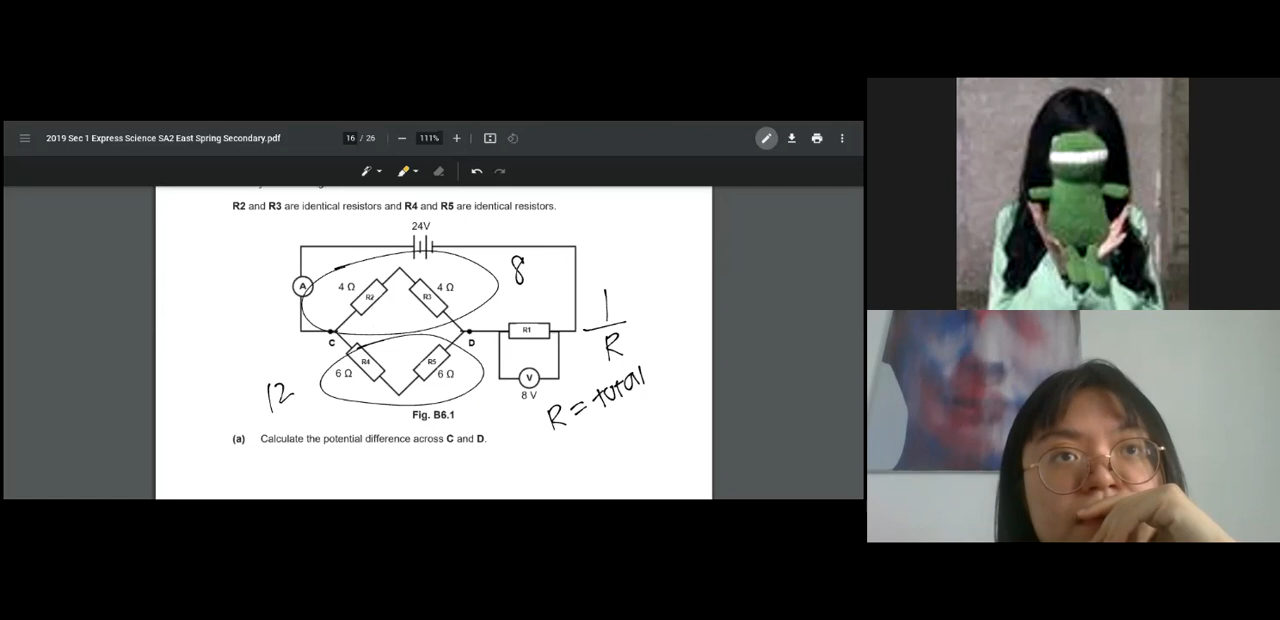 2019 Sec 1 Express Science SA2 East Spring Secondary.pdf
16 / 26
111%
R2 and R3 are identical resistors and R4 and R5 are identical resistors.
24V
8
A
4 Ω
R2
R3
4 Ω
R1
1
R
C
D
R4
6 Ω
R5
6 Ω
V
8 V
12
R = total
Fig. B6.1
(a) Calculate the potential difference across C and D.